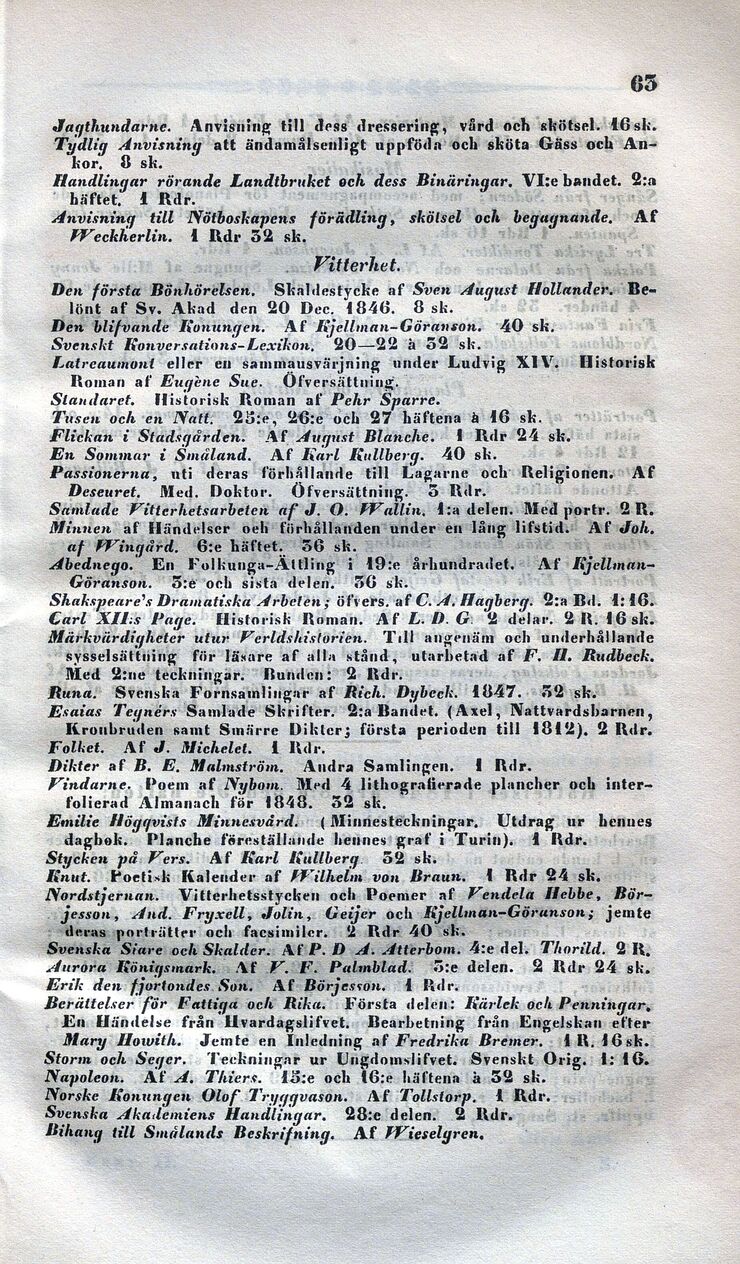 63
Jagthundarne. Anvisning till dess dressering, vård och skötsel. 16 sk.
Tydlig Anvisning att ändamålsenligt uppföda och sköta Gäss och An-
kor. 8 sk.
Handlingar rörande Landtbruket och dess Binäringar. VI:e bandet. 2:a
häftet. 1 Rdr.
Anvisning till Nötboskapens förädling, skötsel och begagnande. Af
Weckherlin. 1 Rdr 32 sk.
Vitterhet.
Den första Bönhörelsen. Skaldestycke af Sven August Hollander. Be-
lönt af Sv. Akad den 20 Dec. 1846. 8 sk.
Den blifvande Konungen. Af Kjellman-Göranson. 40 sk.
Svenskt Konversations-Lexikon. 20—22 à 32 sk.
Latreaumont eller en sammausvärjning under Ludvig XIV. Historisk
Roman af Eugène Sue. Öfversättning.
Standaret. Historisk Roman af Pehr Sparre.
Tusen och en Natt. 25:e, 26:e och 27 häftena à 16 sk.
Flickan i Stadsgården. Af August Blanche. 1 Rdr 24 sk.
En Sommar i Småland. Af Karl Kullberg. 40 sk.
Passionerna, uti deras förhållande till Lagarne och Religionen. Af
Deseuret. Med. Doktor. Öfversättning. 3 Rdr.
Samlade Vitterhetsarbeten af J. O. Wallin. 1:a delen. Med portr. 2 R.
Minnen af Händelser och förhållanden under en lång lifstid. Af Joh.
af Wingård. 6:e häftet. 36 sk.
Abednego. En Folkunga-Ättling i 19:e århundradet. Af Kjellman-
Göranson. 3:e och sista delen. 36 sk.
Shakspeare's Dramatiska Arbeten; öfvers. af C. A. Hagberg. 2:a Bd. 1: 16.
Carl XII:s Page. Historisk Roman. Af L. D. G. 2 delar. 2 R. 16 sk.
Märkvärdigheter utur Verldshistorien. Till angenäm och underhållande
sysselsättning för läsare af alla stånd, utarbetad af F. H. Rudbeck.
Med 2:ne teckningar. Bunden: 2 Rdr.
Runa. Svenska Fornsamlingar af Rich. Dybeck. 1847. 32 sk.
Esaias Tegnérs Samlade Skrifter. 2:a Bandet. (Axel, Nattvardsbarnen,
Kronbruden samt Smärre Dikter; första perioden till 1812). 2 Rdr.
Folket. Af J. Michelet. 1 Rdr.
Dikter af B. E. Malmström. Andra Samlingen. 1 Rdr.
Vindarne. Poem af Nybom. Med 4 lithografierade plancher och inter-
folierad Almanach för 1848. 32 sk.
Emilie Högqvists Minnesvård. (Minnesteckningar. Utdrag ur hennes
dagbok. Planche föreställande hennes graf i Turin). 1 Rdr.
Stycken på Vers. Af Karl Kullberg 32 sk.
Knut. Poetisk Kalender af Wilhelm von Braun. 1 Rdr 24 sk.
Nordstjernan. Vitterhetsstycken och Poemer af Vendela Hebbe, Bör-
jesson, And. Fryxell, Jolin, Geijer och Kjellman-Göranson; jemte
deras porträtter och facsimiler. 2 Rdr 40 sk.
Svenska Siare och Skalder. Af P. D A. Atterbom. 4:e del. Thorild. 2 R.
Aurora Königsmark. Af V. F. Palmblad. 3:e delen. 2 Rdr 24 sk.
Erik den fjortondes Son. Af Börjesson. 1 Rdr.
Berättelser för Fattiga och Rika. Första delen: Kärlek och Penningar.
En Händelse från Hvardagslifvet. Bearbetning från Engelskan efter
Mary Howith. Jemte en Inledning af Fredrika Bremer. 1 R. 16 sk.
Storm och Seger. Teckningar ur Ungdomslifvet. Svenskt Orig. 1: 16.
Napoleon. Af A. Thiers. 15:e och 16:e häftena à 32 sk.
Norske Konungen Olof Tryggvason. Af Tollstorp. 1 Rdr.
Svenska Akademiens Handlingar. 28:e delen. 2 Rdr.
Bihang till Smålands Beskrifning. Af Wieselgren.